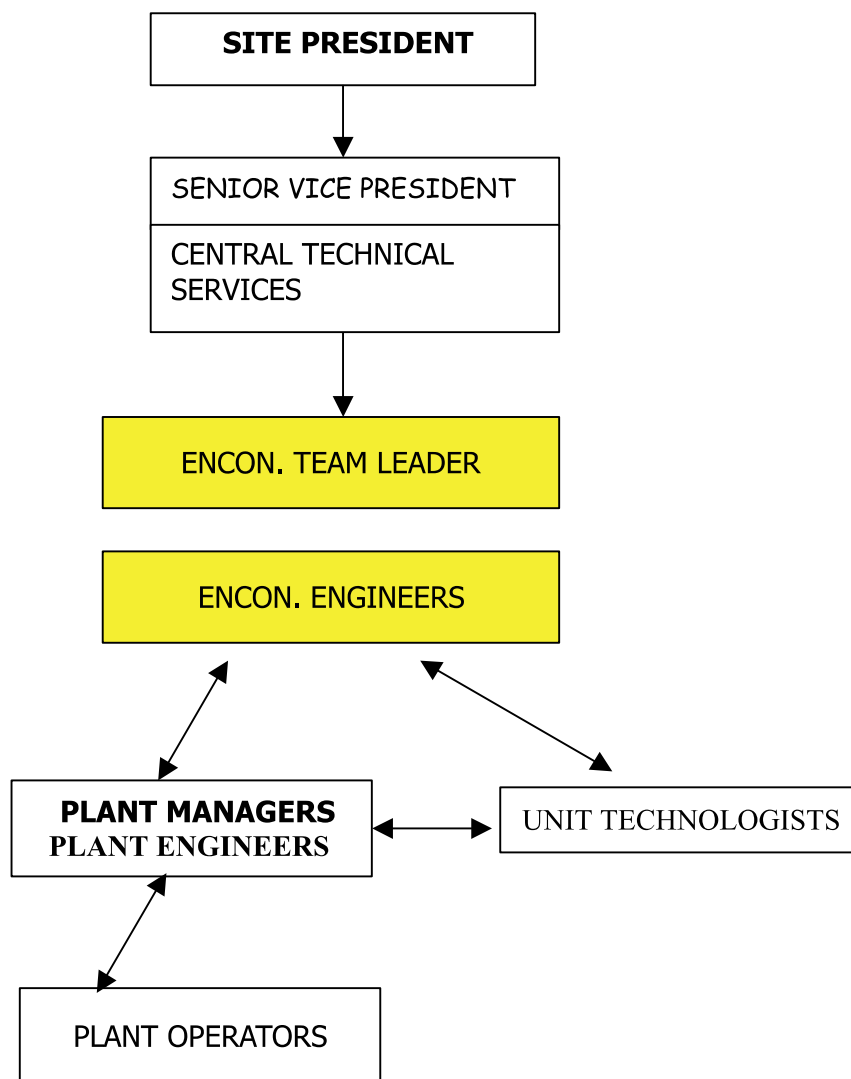 SITE PRESIDENT
SENIOR VICE PRESIDENT
CENTRAL TECHNICAL
SERVICES
ENCON. TEAM LEADER
ENCON. ENGINEERS
PLANT MANAGERS
PLANT ENGINEERS
UNIT TECHNOLOGISTS
PLANT OPERATORS